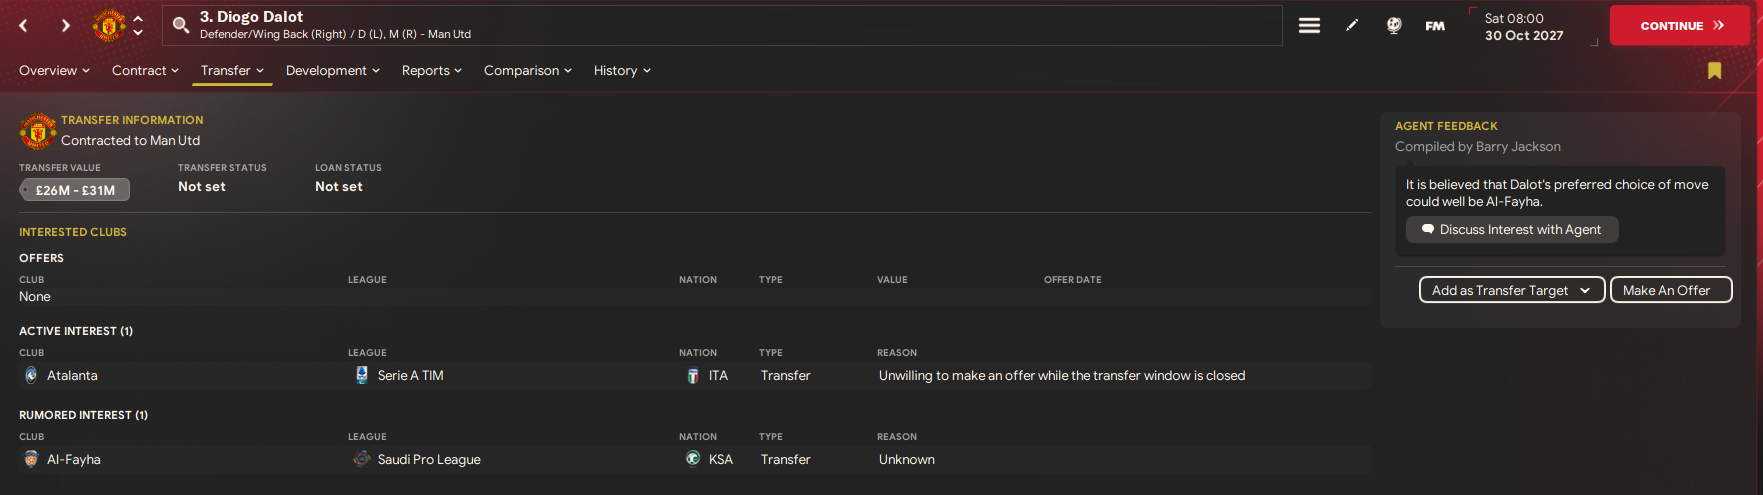 3. Diogo Dalot
Defender/Wing Back (Right) / D (L), M (R) - Man Utd
FM
Sat 08:00
30 Oct 2027
CONTINUE
Overview Contract Transfer Development Reports Comparison History
TRANSFER INFORMATION
Contracted to Man Utd
TRANSFER VALUE TRANSFER STATUS LOAN STATUS
£26M - £31M Not set Not set
INTERESTED CLUBS
OFFERS
CLUB LEAGUE NATION TYPE VALUE OFFER DATE
None
ACTIVE INTEREST (1)
CLUB LEAGUE NATION TYPE REASON
Atalanta Serie A TIM ITA Transfer Unwilling to make an offer while the transfer window is closed
RUMORED INTEREST (1)
CLUB LEAGUE NATION TYPE REASON
Al-Fayha Saudi Pro League KSA Transfer Unknown
AGENT FEEDBACK
Compiled by Barry Jackson
It is believed that Dalot's preferred choice of move
could well be Al-Fayha.
Discuss Interest with Agent
Add as Transfer Target Make An Offer